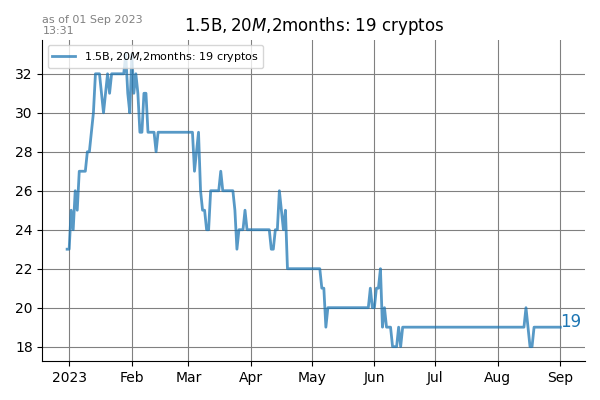 as of 01 Sep 2023
13:31
1.5B, 20M,2months: 19 cryptos
1.5B, 20M,2months: 19 cryptos
32
30
28
26
24
22
20
18
19
2023 Feb Mar Apr May Jun Jul Aug Sep